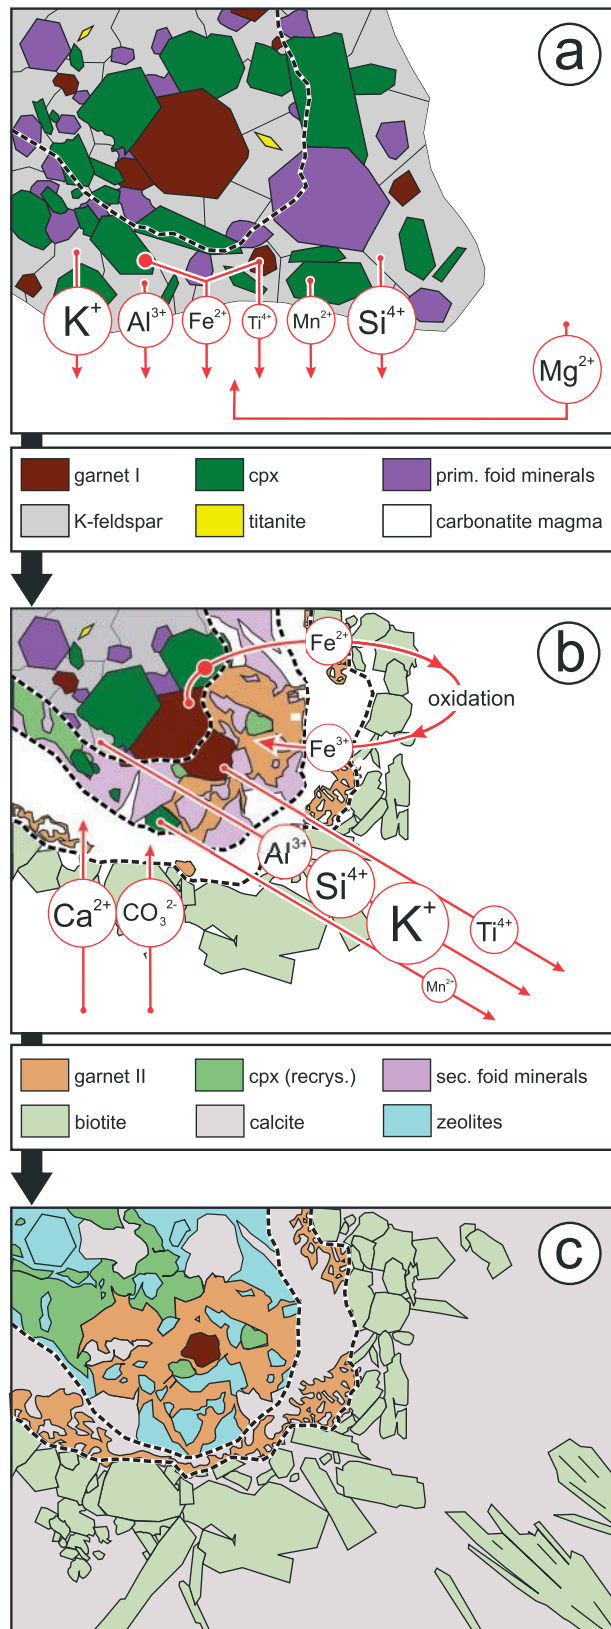 a
K⁺ Al³⁺ Fe²⁺ Ti⁴⁺ Mn²⁺ Si⁴⁺
Mg²⁺
garnet I cpx prim. foid minerals
K-feldspar titanite carbonatite magma
b
Fe²⁺
oxidation
Fe³⁺
Al³⁺
Si⁴⁺
Ca²⁺ CO₃²⁻ K⁺ Ti⁴⁺
Mn²⁺
garnet II cpx (recrys.) sec. foid minerals
biotite calcite zeolites
c